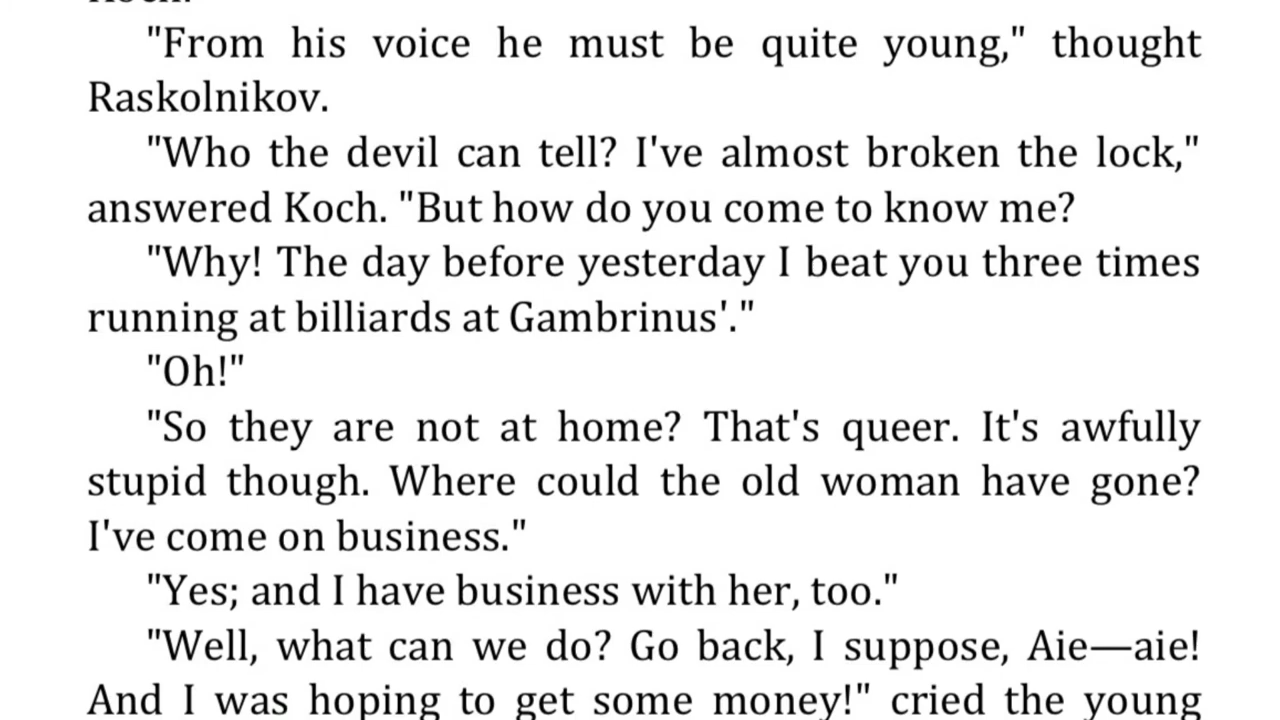 "From his voice he must be quite young," thought
Raskolnikov.
"Who the devil can tell? I've almost broken the lock,"
answered Koch. "But how do you come to know me?
"Why! The day before yesterday I beat you three times
running at billiards at Gambrinus'."
"Oh!"
"So they are not at home? That's queer. It's awfully
stupid though. Where could the old woman have gone?
I've come on business."
"Yes; and I have business with her, too."
"Well, what can we do? Go back, I suppose, Aie—aie!
And I was hoping to get some money!" cried the young